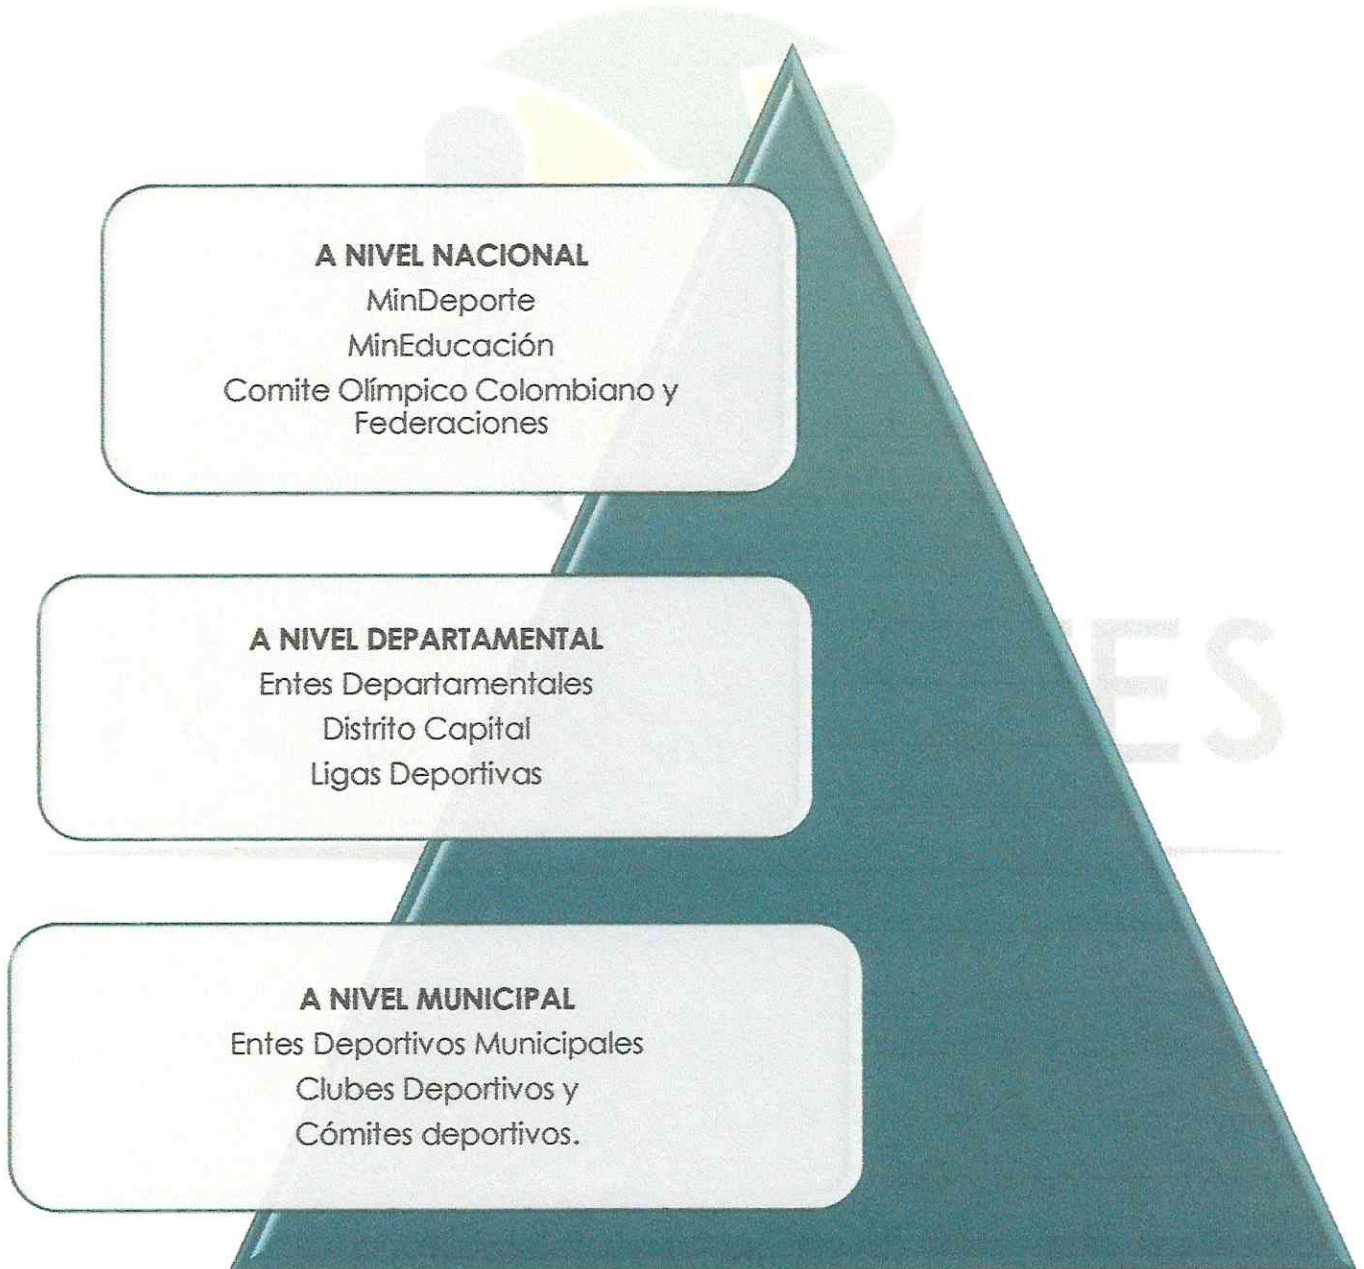 A NIVEL NACIONAL
MinDeporte
MinEducación
Comite Olímpico Colombiano y
Federaciones
A NIVEL DEPARTAMENTAL
Entes Departamentales
Distrito Capital
Ligas Deportivas
A NIVEL MUNICIPAL
Entes Deportivos Municipales
Clubes Deportivos y
Cómites deportivos.